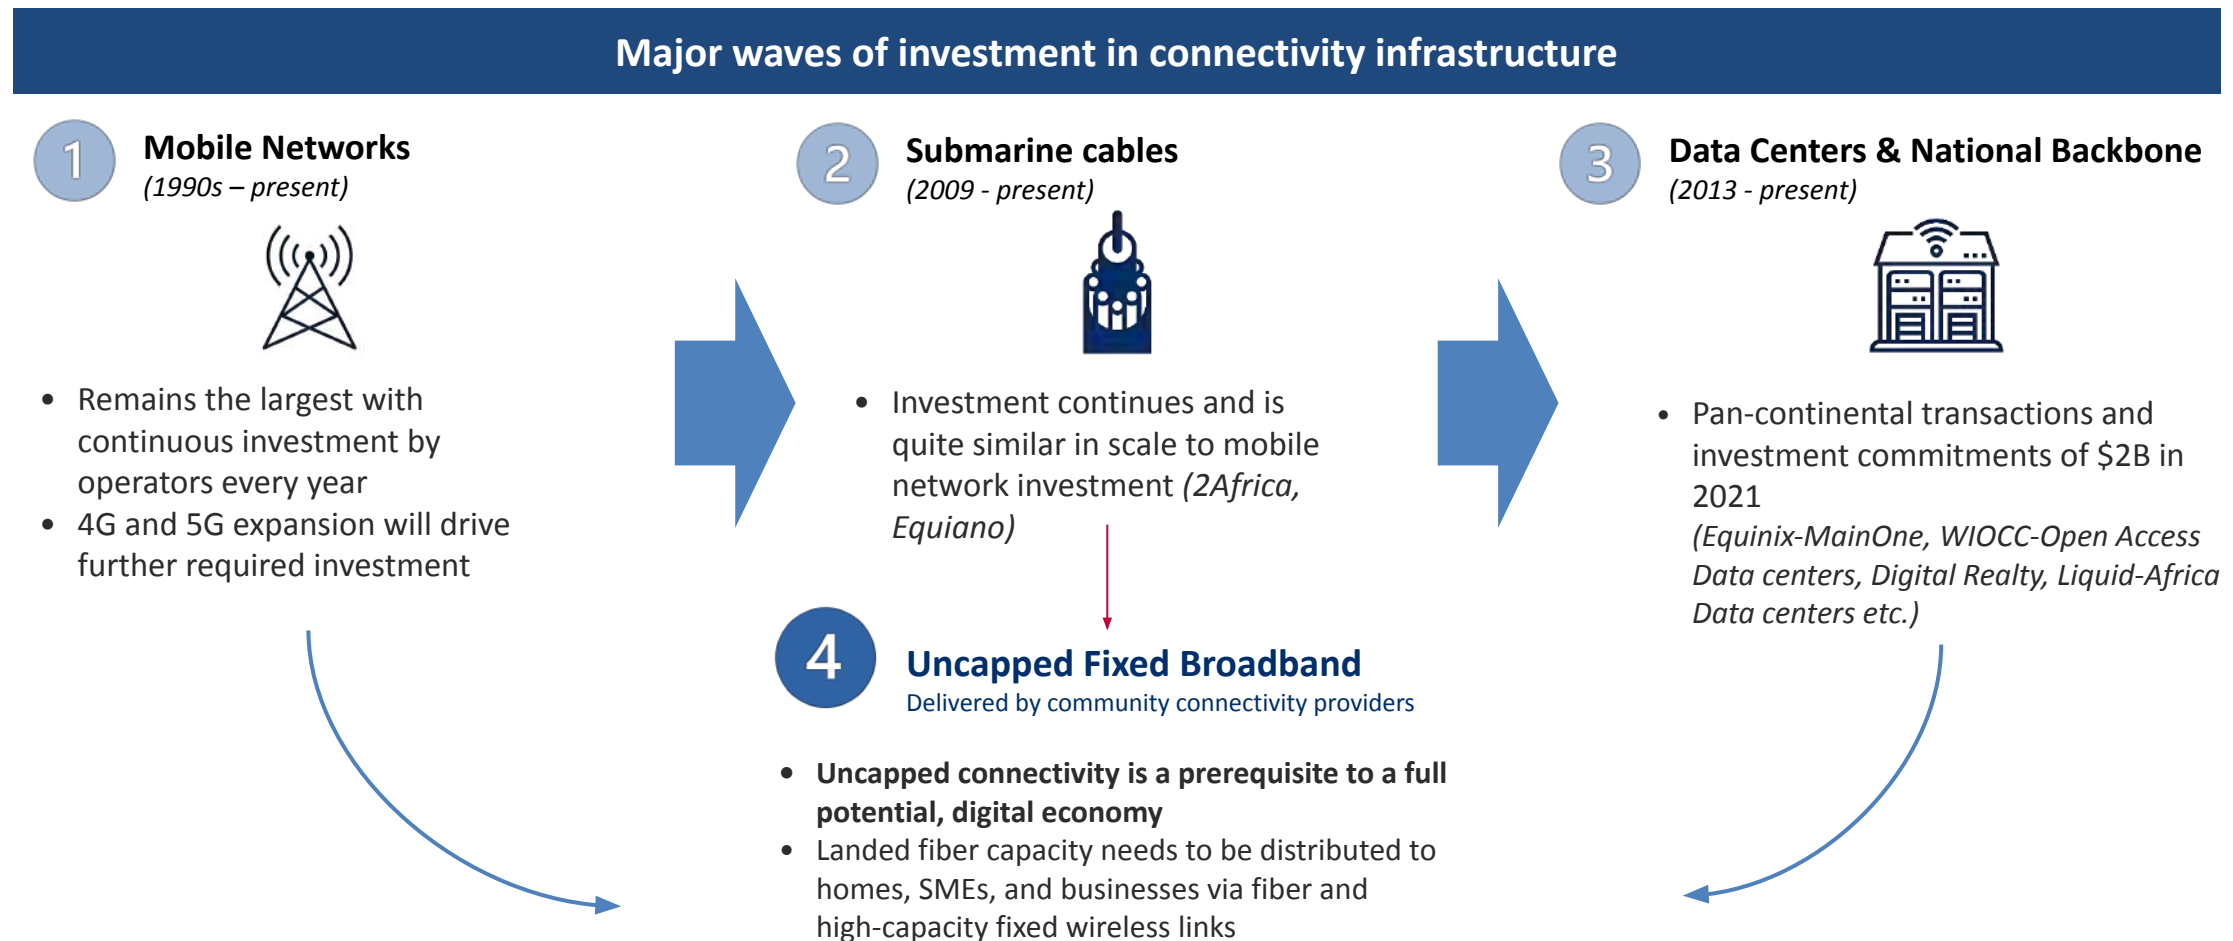 Major waves of investment in connectivity infrastructure
1
Mobile Networks
(1990s – present)
• Remains the largest with
continuous investment by
operators every year
• 4G and 5G expansion will drive
further required investment
2
Submarine cables
(2009 - present)
• Investment continues and is
quite similar in scale to mobile
network investment (2Africa,
Equiano)
3
Data Centers & National Backbone
(2013 - present)
• Pan-continental transactions and
investment commitments of $2B in
2021
(Equinix-MainOne, WIOCC-Open Access
Data centers, Digital Realty, Liquid-Africa
Data centers etc.)
4
Uncapped Fixed Broadband
Delivered by community connectivity providers
• Uncapped connectivity is a prerequisite to a full
potential, digital economy
• Landed fiber capacity needs to be distributed to
homes, SMEs, and businesses via fiber and
high-capacity fixed wireless links